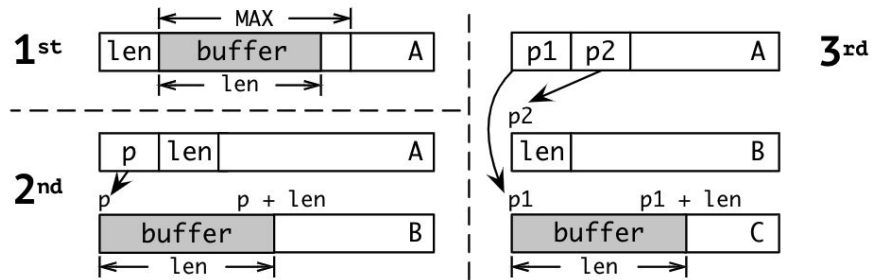 MAX
1st
len buffer A
len
2nd
p len A
p p + len
buffer B
len
3rd
p1 p2 A
p2
len B
p1 p1 + len
buffer C
len